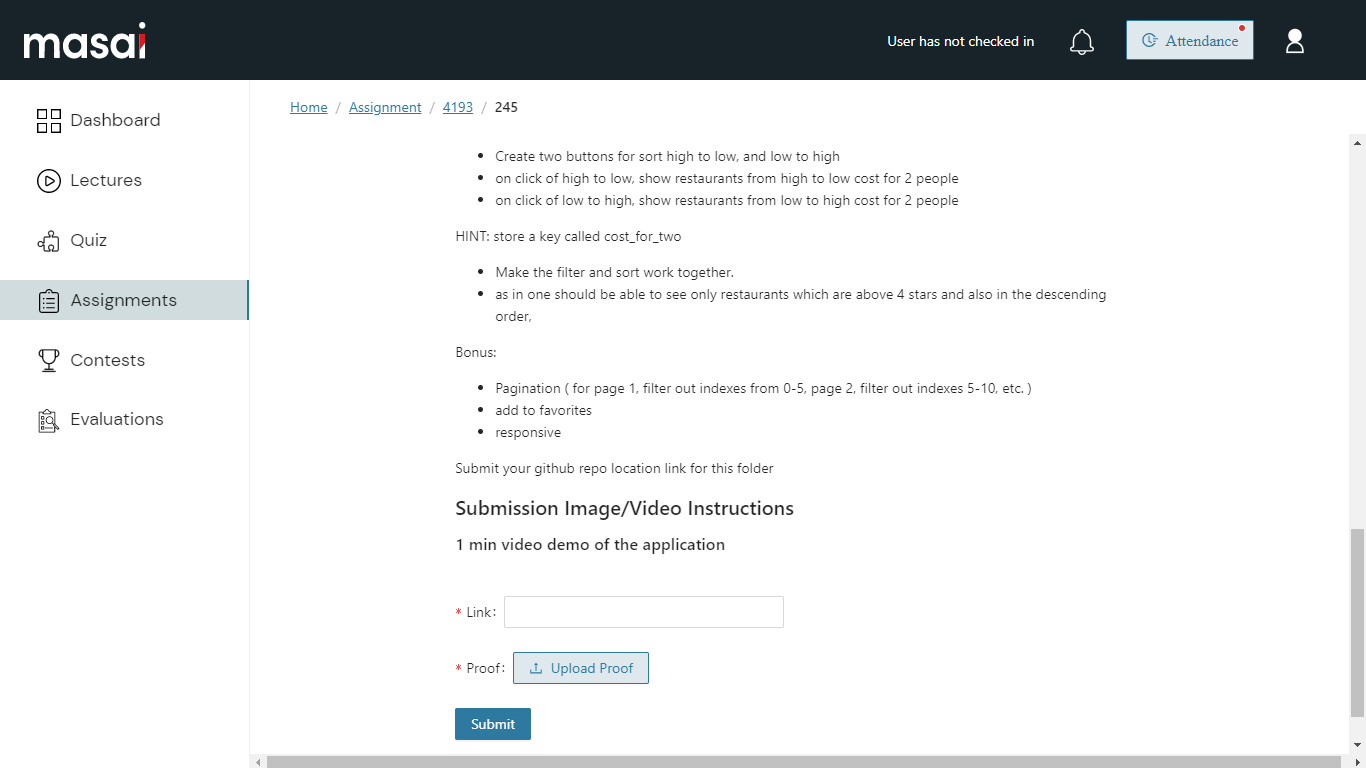 masai
User has not checked in
Attendance
Dashboard
Lectures
Quiz
Assignments
Contests
Evaluations
Home / Assignment / 4193 / 245
• Create two buttons for sort high to low, and low to high
• on click of high to low, show restaurants from high to low cost for 2 people
• on click of low to high, show restaurants from low to high cost for 2 people
HINT: store a key called cost_for_two
• Make the filter and sort work together.
• as in one should be able to see only restaurants which are above 4 stars and also in the descending
order,
Bonus:
• Pagination ( for page 1, filter out indexes from 0-5, page 2, filter out indexes 5-10, etc. )
• add to favorites
• responsive
Submit your github repo location link for this folder
Submission Image/Video Instructions
1 min video demo of the application
* Link:
* Proof: Upload Proof
Submit